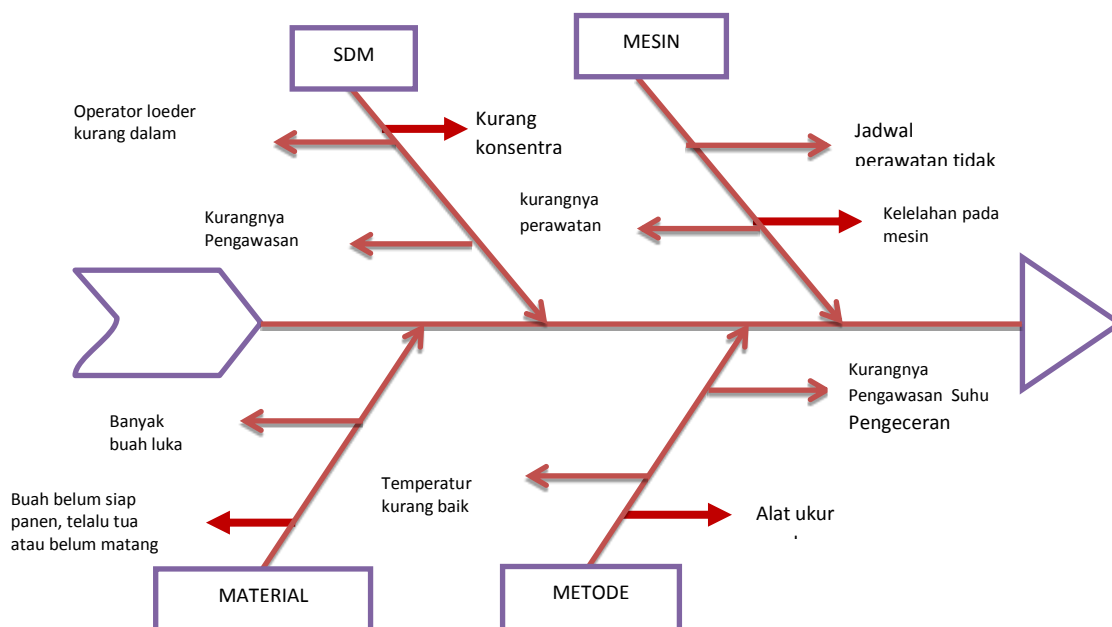 SDM
MESIN
Operator loeder
kurang dalam
Kurang
konsentra
Jadwal
perawatan tidak
Kurangnya
Pengawasan
kurangnya
perawatan
Kelelahan pada
mesin
Kurangnya
Pengawasan Suhu
Pengeceran
Banyak
buah luka
Temperatur
kurang baik
Buah belum siap
panen, telalu tua
atau belum matang
Alat ukur
MATERIAL
METODE